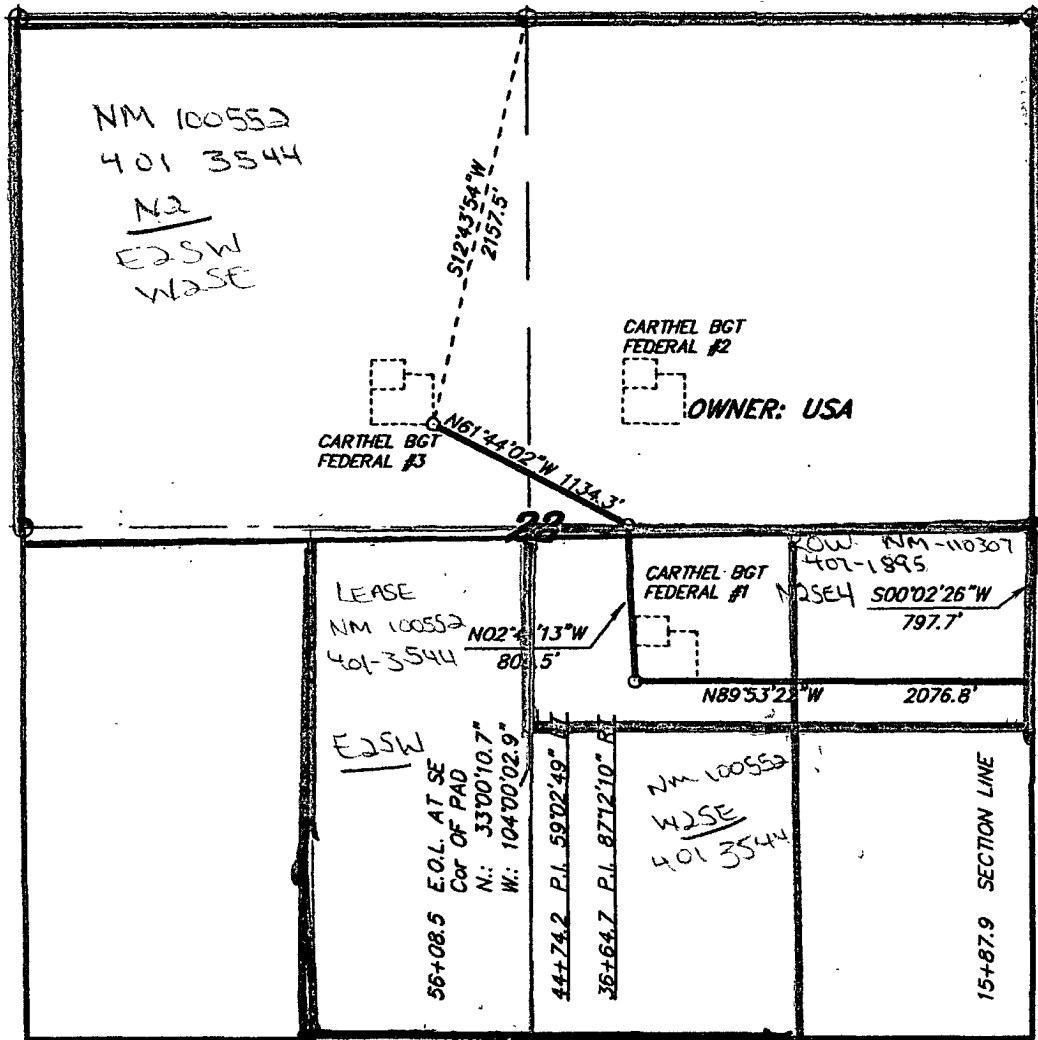 NM 100552
401 3544
N2
E2SW
W2SE
S12°43'54"W
2157.5'
CARTHEL BGT
FEDERAL #2
OWNER: USA
CARTHEL BGT
FEDERAL #3
N61°44'02"W 1134.3'
28
ROW NM-110307
407-1895
N2SE4
S00°02'26"W
797.7'
CARTHEL BGT
FEDERAL #1
LEASE
NM 100552
401-3544
E2SW
N89°53'22"W 2076.8'
NM 100552
W2SE
401 3544
56+08.5 E.O.L. AT SE
Cor OF PAD
N.: 33°00'10.7"
W.: 104°00'02.9"
44+74.2 P.I. 59°02'49" LT
36+64.7 P.I. 87°12'10" RT
15+87.9 SECTION LINE